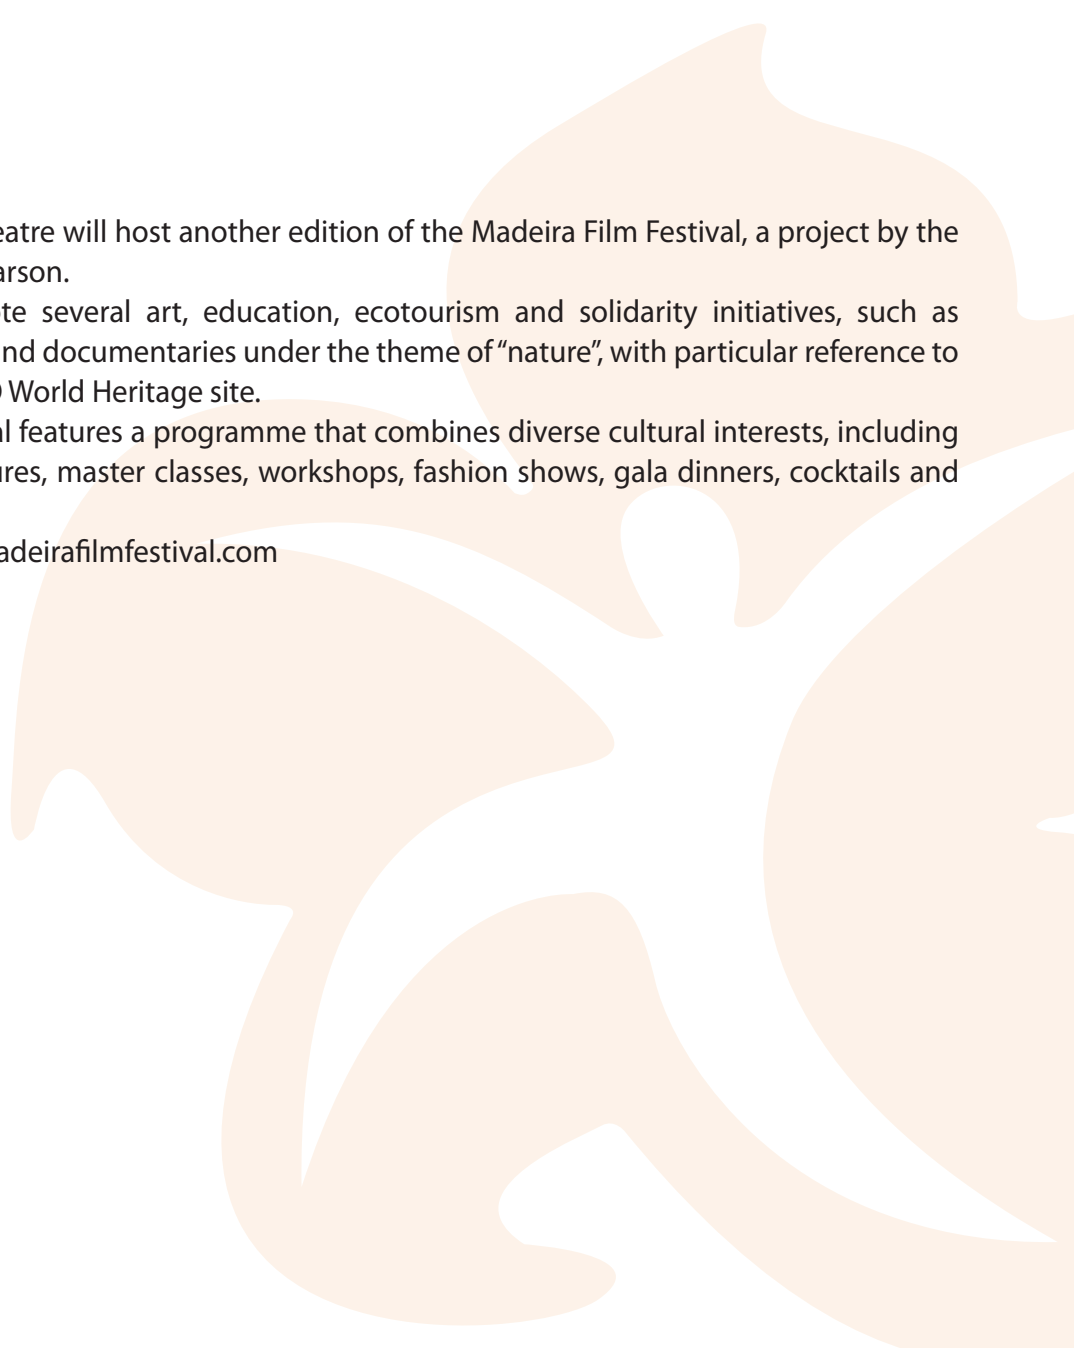 eatre will host another edition of the Madeira Film Festival, a project by the
arson.
te several art, education, ecotourism and solidarity initiatives, such as
nd documentaries under the theme of “nature”, with particular reference to
World Heritage site.
l features a programme that combines diverse cultural interests, including
ures, master classes, workshops, fashion shows, gala dinners, cocktails and
adeirafilmfestival.com